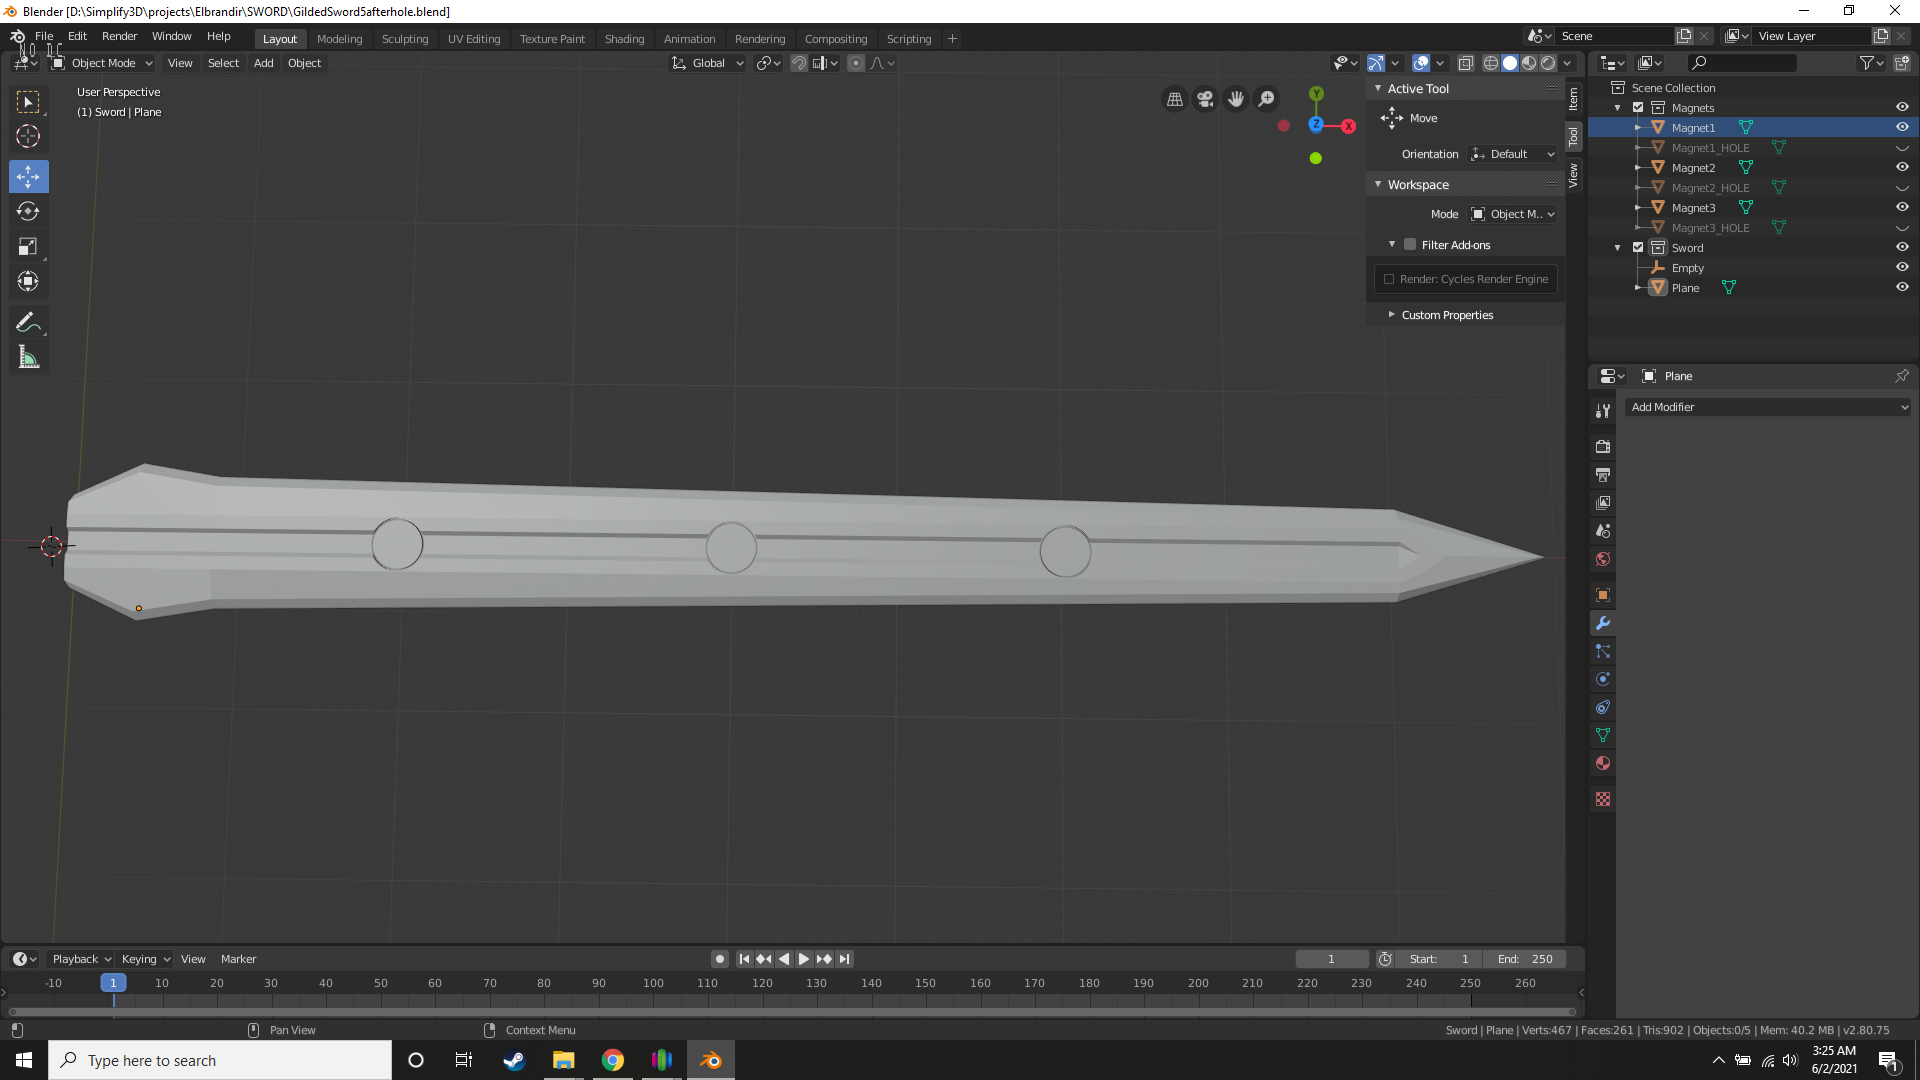 Blender [D:\Simplify3D\projects\Elbrandir\SWORD\GildedSword5afterhole.blend]
File Edit Render Window Help Layout Modeling Sculpting UV Editing Texture Paint Shading Animation Rendering Compositing Scripting + Scene View Layer
NO DC
Object Mode View Select Add Object Global
User Perspective
(1) Sword | Plane
Y
Z
X
Active Tool
Move
Orientation Default
Workspace
Mode Object M..
Filter Add-ons
Render: Cycles Render Engine
Custom Properties
Item
Tool
View
Scene Collection
Magnets
Magnet1
Magnet1_HOLE
Magnet2
Magnet2_HOLE
Magnet3
Magnet3_HOLE
Sword
Empty
Plane
Plane
Add Modifier
Playback Keying View Marker 1 Start: 1 End: 250
-10 1 10 20 30 40 50 60 70 80 90 100 110 120 130 140 150 160 170 180 190 200 210 220 230 240 250 260
Pan View Context Menu Sword | Plane | Verts:467 | Faces:261 | Tris:902 | Objects:0/5 | Mem: 40.2 MB | v2.80.75
Type here to search
3:25 AM
6/2/2021
1